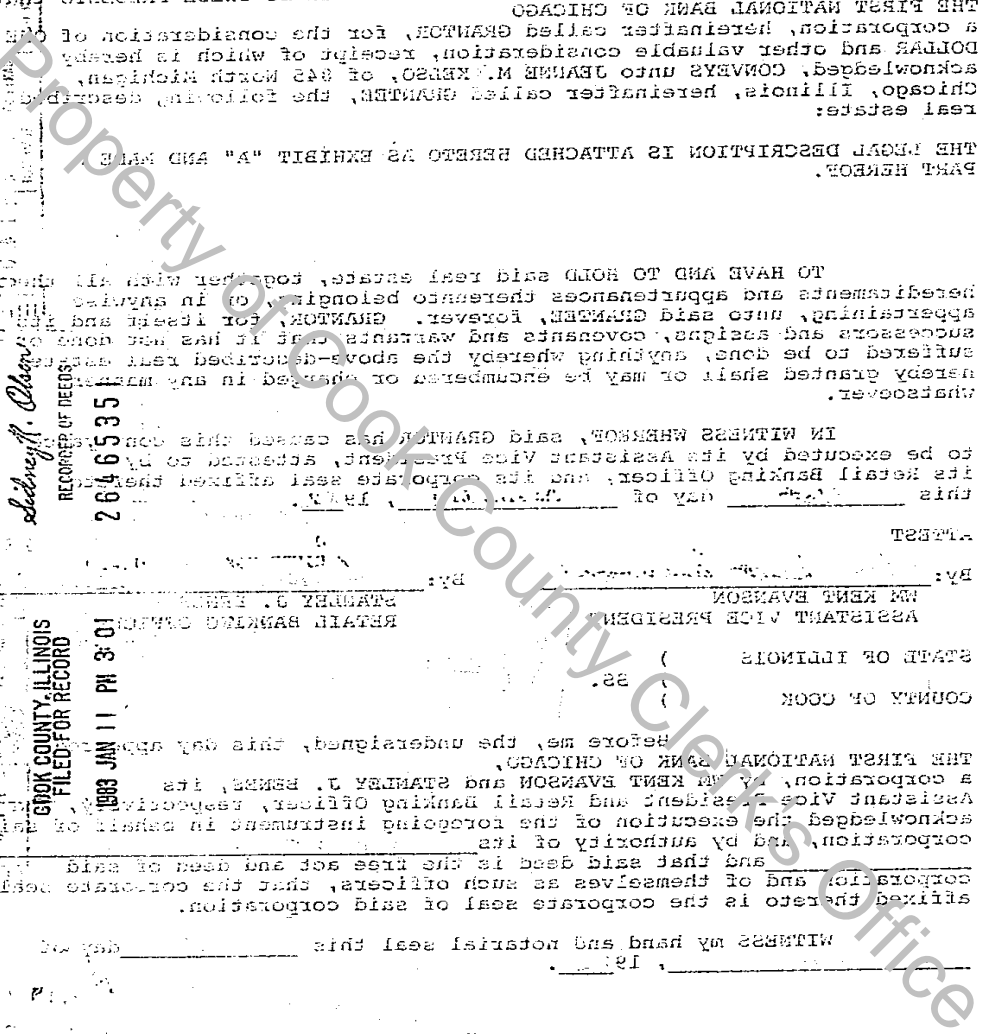 THE FIRST NATIONAL BANK OF CHICAGO
a corporation, hereinafter called GRANTOR, for the consideration of ONE
DOLLAR and other valuable consideration, receipt of which is hereby
acknowledged, CONVEYS unto JEANNE M. KELSO, of 845 North Michigan,
Chicago, Illinois, hereinafter called GRANTEE, the following described
real estate:
THE LEGAL DESCRIPTION IS ATTACHED HERETO AS EXHIBIT "A" AND MADE
PART HEREOF.
TO HAVE AND TO HOLD said real estate, together with all
hereditaments and appurtenances thereunto belonging, or in anywise
appertaining, unto said GRANTEE, forever. GRANTOR, for itself and its
successors and assigns, covenants and warrants that it has not done or
suffered to be done, anything whereby the above-described real estate
hereby granted shall or may be encumbered or charged in any manner
whatsoever.
IN WITNESS WHEREOF, said GRANTOR has caused this
to be executed by its Assistant Vice President, attested to by
its Retail Banking Officer, and its corporate seal affixed
this day of , 19
ATTEST
By: By:
WM KENT EVANSON STANLEY J.
ASSISTANT VICE PRESIDENT RETAIL BANKING
STATE OF ILLINOIS )
) SS.
COUNTY OF COOK )
Before me, the undersigned, this day
THE FIRST NATIONAL BANK OF CHICAGO,
a corporation, by WM KENT EVANSON and STANLEY J. , its
Assistant Vice President and Retail Banking Officer, respectively,
acknowledged the execution of the foregoing instrument in behalf of
corporation, and by authority of its
and that said deed is the free act and deed of said
corporation and of themselves as such officers, that the corporate seal
affixed thereto is the corporate seal of said corporation.
WITNESS my hand and notarial seal this day of
, 19 .
Sidney R. Olson
RECORDER OF DEEDS
2646535
COOK COUNTY, ILLINOIS
FILED FOR RECORD
1983 JAN 11 PM 3:01
Property of Cook County Clerk's Office